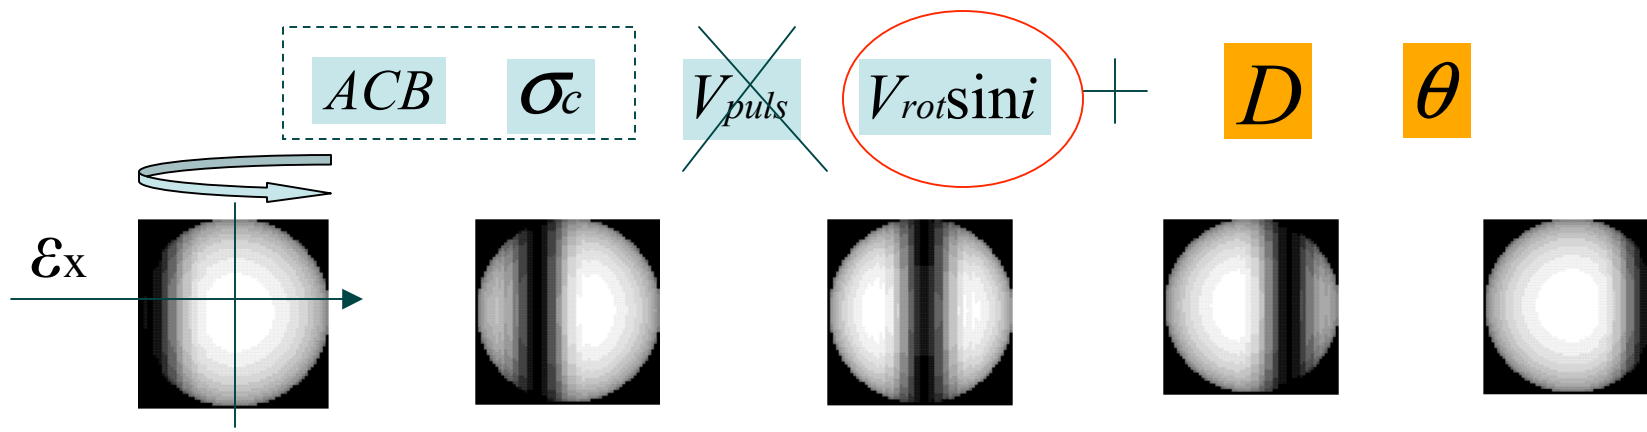 ACB σc Vpuls Vrotsini + D θ
εx